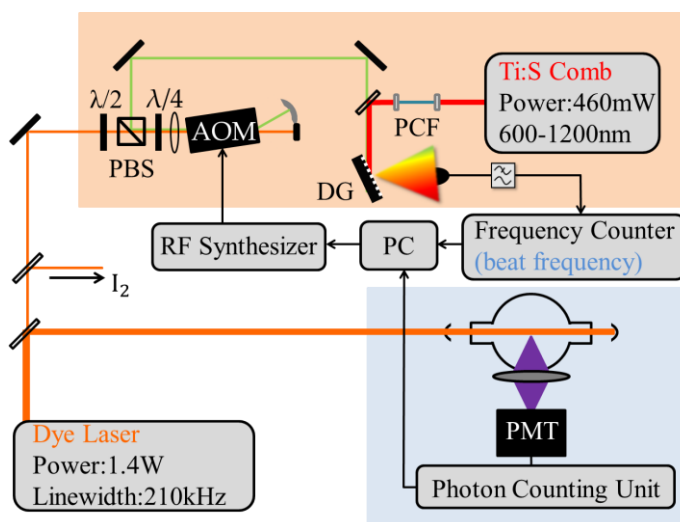 Ti:S Comb
Power:460mW
600-1200nm
λ/2
λ/4
AOM
PBS
PCF
DG
RF Synthesizer
PC
Frequency Counter
(beat frequency)
I₂
Dye Laser
Power:1.4W
Linewidth:210kHz
PMT
Photon Counting Unit